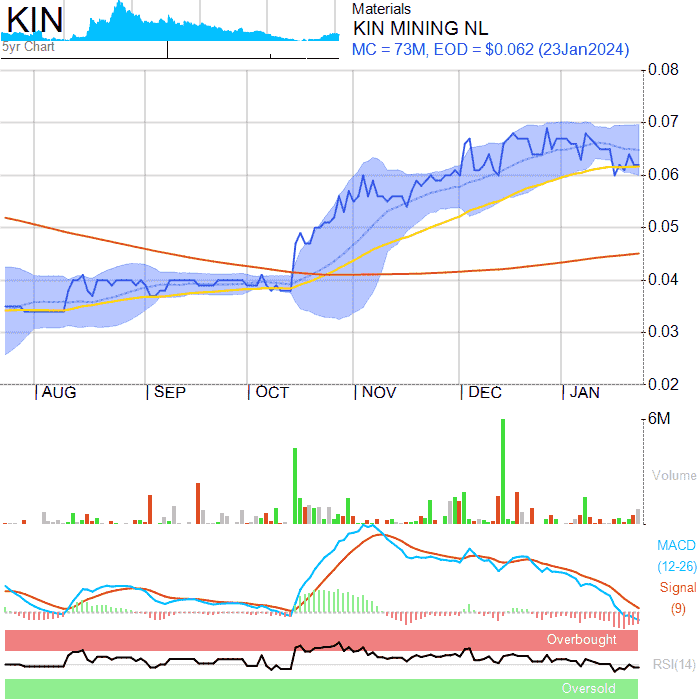 KIN
5yr Chart
Materials
KIN MINING NL
MC = 73M, EOD = $0.062 (23Jan2024)
0.08
0.07
0.06
0.05
0.04
0.03
0.02
AUG SEP OCT NOV DEC JAN
6M
Volume
MACD
(12-26)
Signal
(9)
Overbought
RSI(14)
Oversold